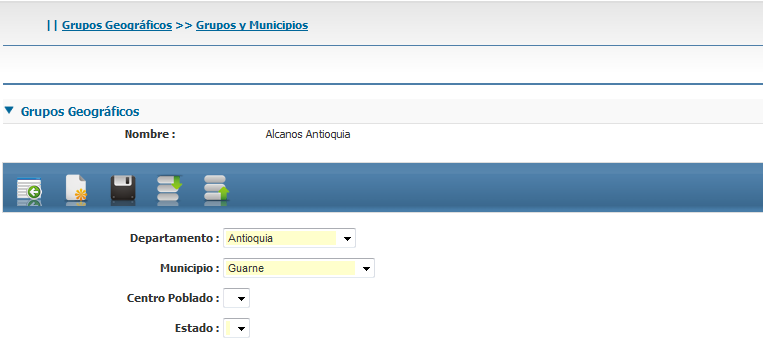 || Grupos Geográficos >> Grupos y Municipios
Grupos Geográficos
Nombre : Alcanos Antioquia
Departamento : Antioquia
Municipio : Guarne
Centro Poblado :
Estado :